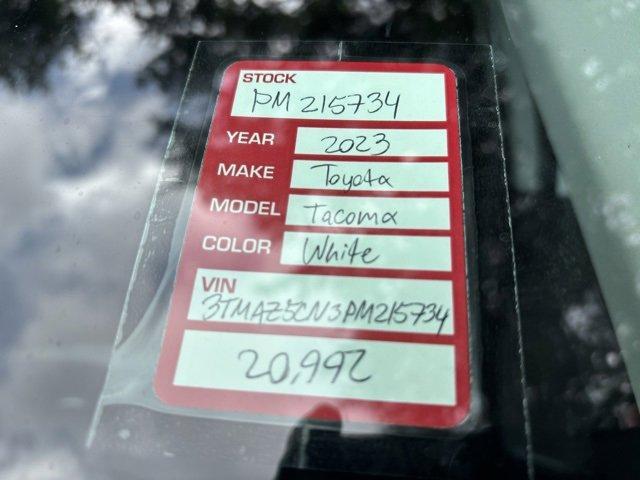 STOCK
PM 215734
YEAR 2023
MAKE Toyota
MODEL Tacoma
COLOR White
VIN
3TMAZ5CN3PM215734
20,992